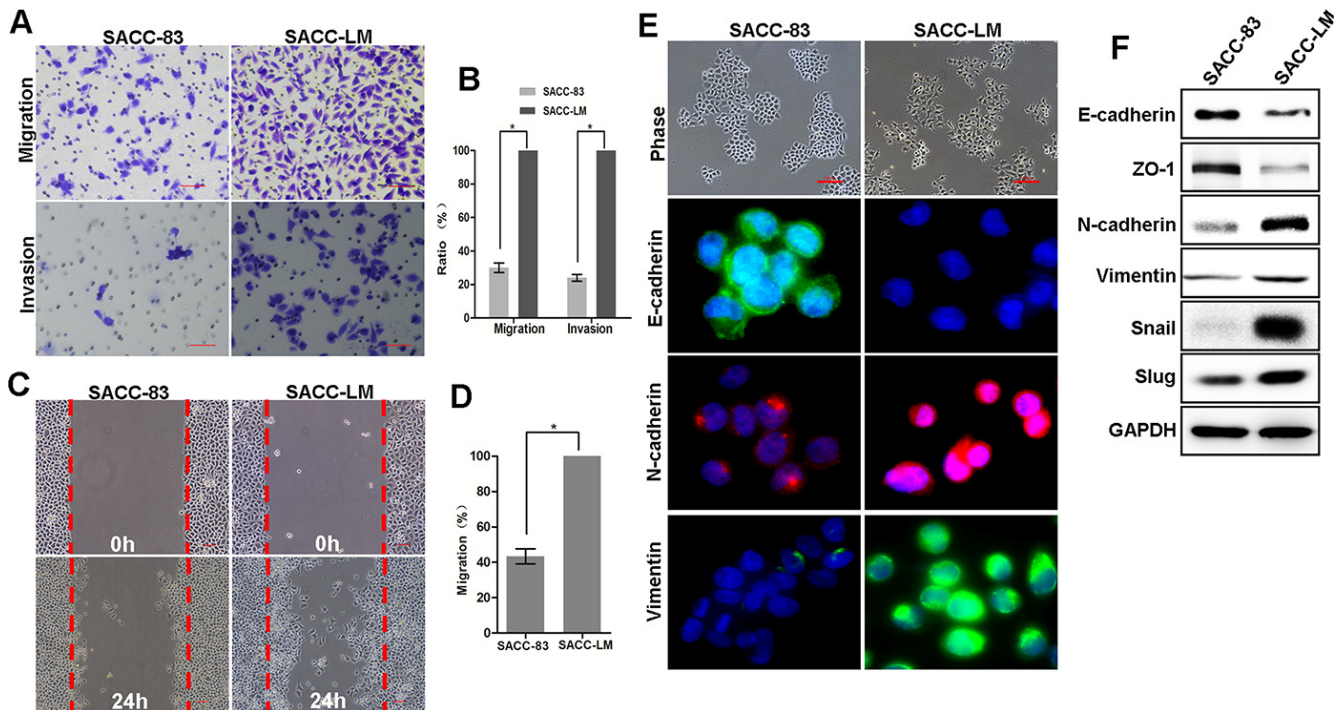 A
SACC-83 SACC-LM
Migration
Invasion
B
SACC-83
SACC-LM
* *
Ratio (%)
100
80
60
40
20
0
Migration Invasion
C
SACC-83 SACC-LM
0h 0h
24h 24h
D
*
Migration (%)
100
80
60
40
20
0
SACC-83 SACC-LM
E
SACC-83 SACC-LM
Phase
E-cadherin
N-cadherin
Vimentin
F
SACC-83 SACC-LM
E-cadherin
ZO-1
N-cadherin
Vimentin
Snail
Slug
GAPDH